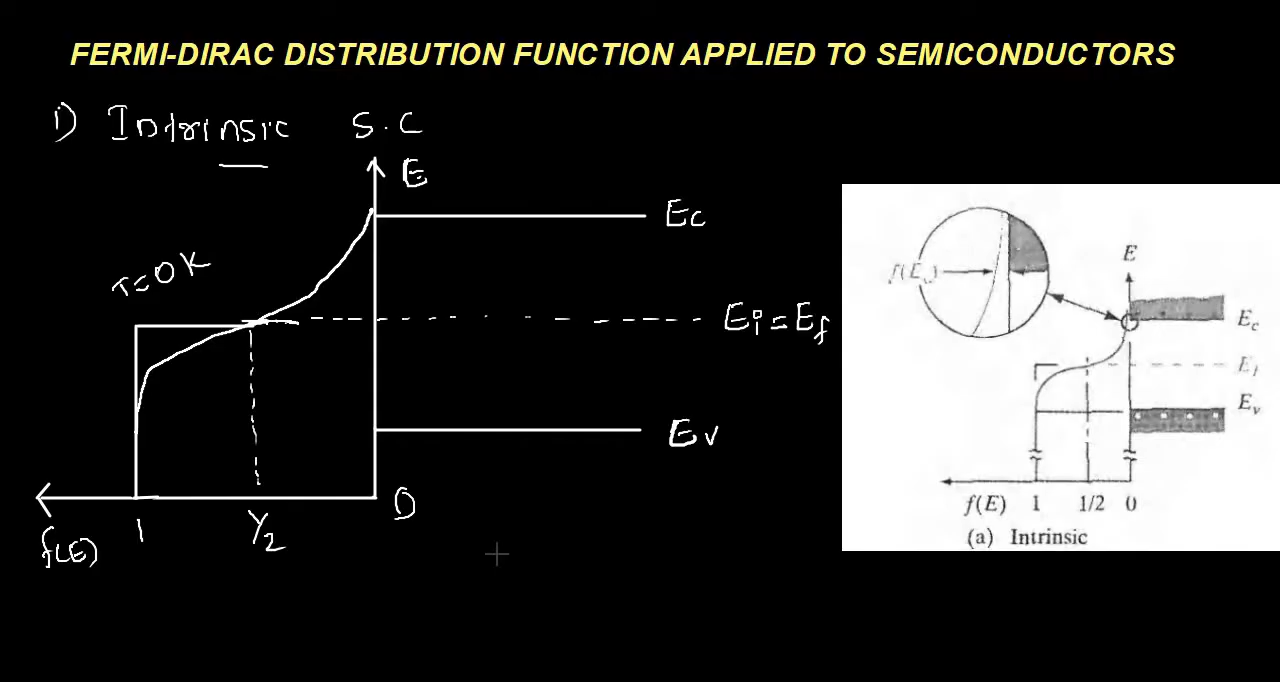 FERMI-DIRAC DISTRIBUTION FUNCTION APPLIED TO SEMICONDUCTORS
i) Intrinsic S.C
E
Ec
T=0K
Ei=Ef
Ev
0
1
1/2
f(E)
f(Ec)
E
Ec
Ef
Ev
f(E) 1 1/2 0
(a) Intrinsic